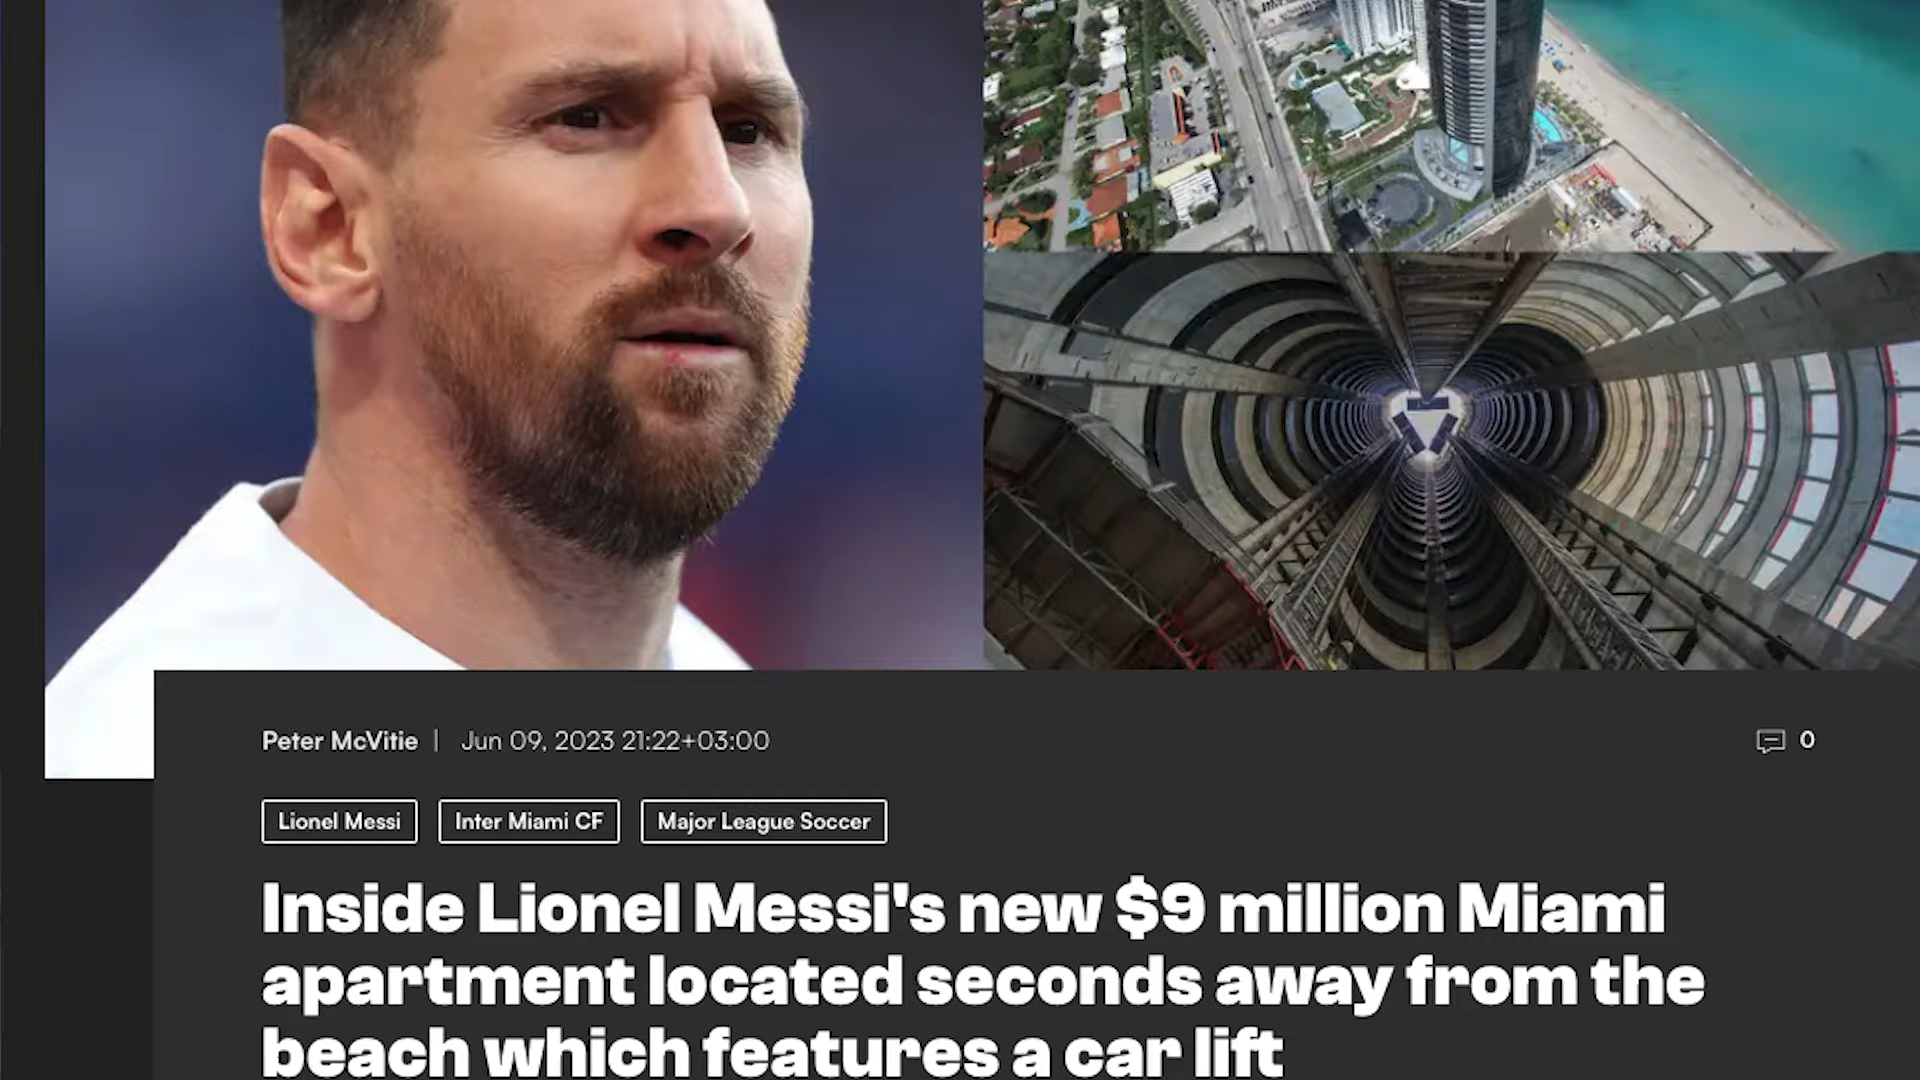 Peter McVitie | Jun 09, 2023 21:22+03:00
0
Lionel Messi
Inter Miami CF
Major League Soccer
Inside Lionel Messi's new $9 million Miami
apartment located seconds away from the
beach which features a car lift